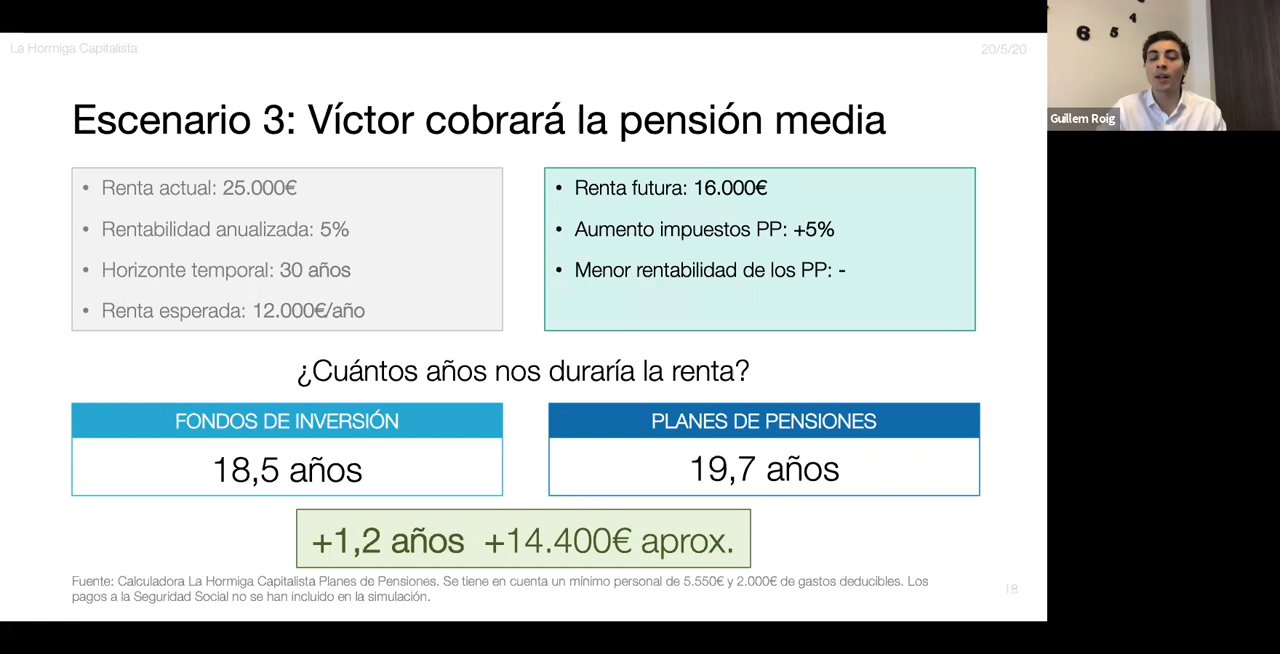 La Hormiga Capitalista
20/5/20
Escenario 3: Víctor cobrará la pensión media
• Renta actual: 25.000€
• Rentabilidad anualizada: 5%
• Horizonte temporal: 30 años
• Renta esperada: 12.000€/año
• Renta futura: 16.000€
• Aumento impuestos PP: +5%
• Menor rentabilidad de los PP: -
¿Cuántos años nos duraría la renta?
FONDOS DE INVERSIÓN
18,5 años
PLANES DE PENSIONES
19,7 años
+1,2 años +14.400€ aprox.
Fuente: Calculadora La Hormiga Capitalista Planes de Pensiones. Se tiene en cuenta un mínimo personal de 5.550€ y 2.000€ de gastos deducibles. Los
pagos a la Seguridad Social no se han incluido en la simulación.
18
6 5 4
Guillem Roig